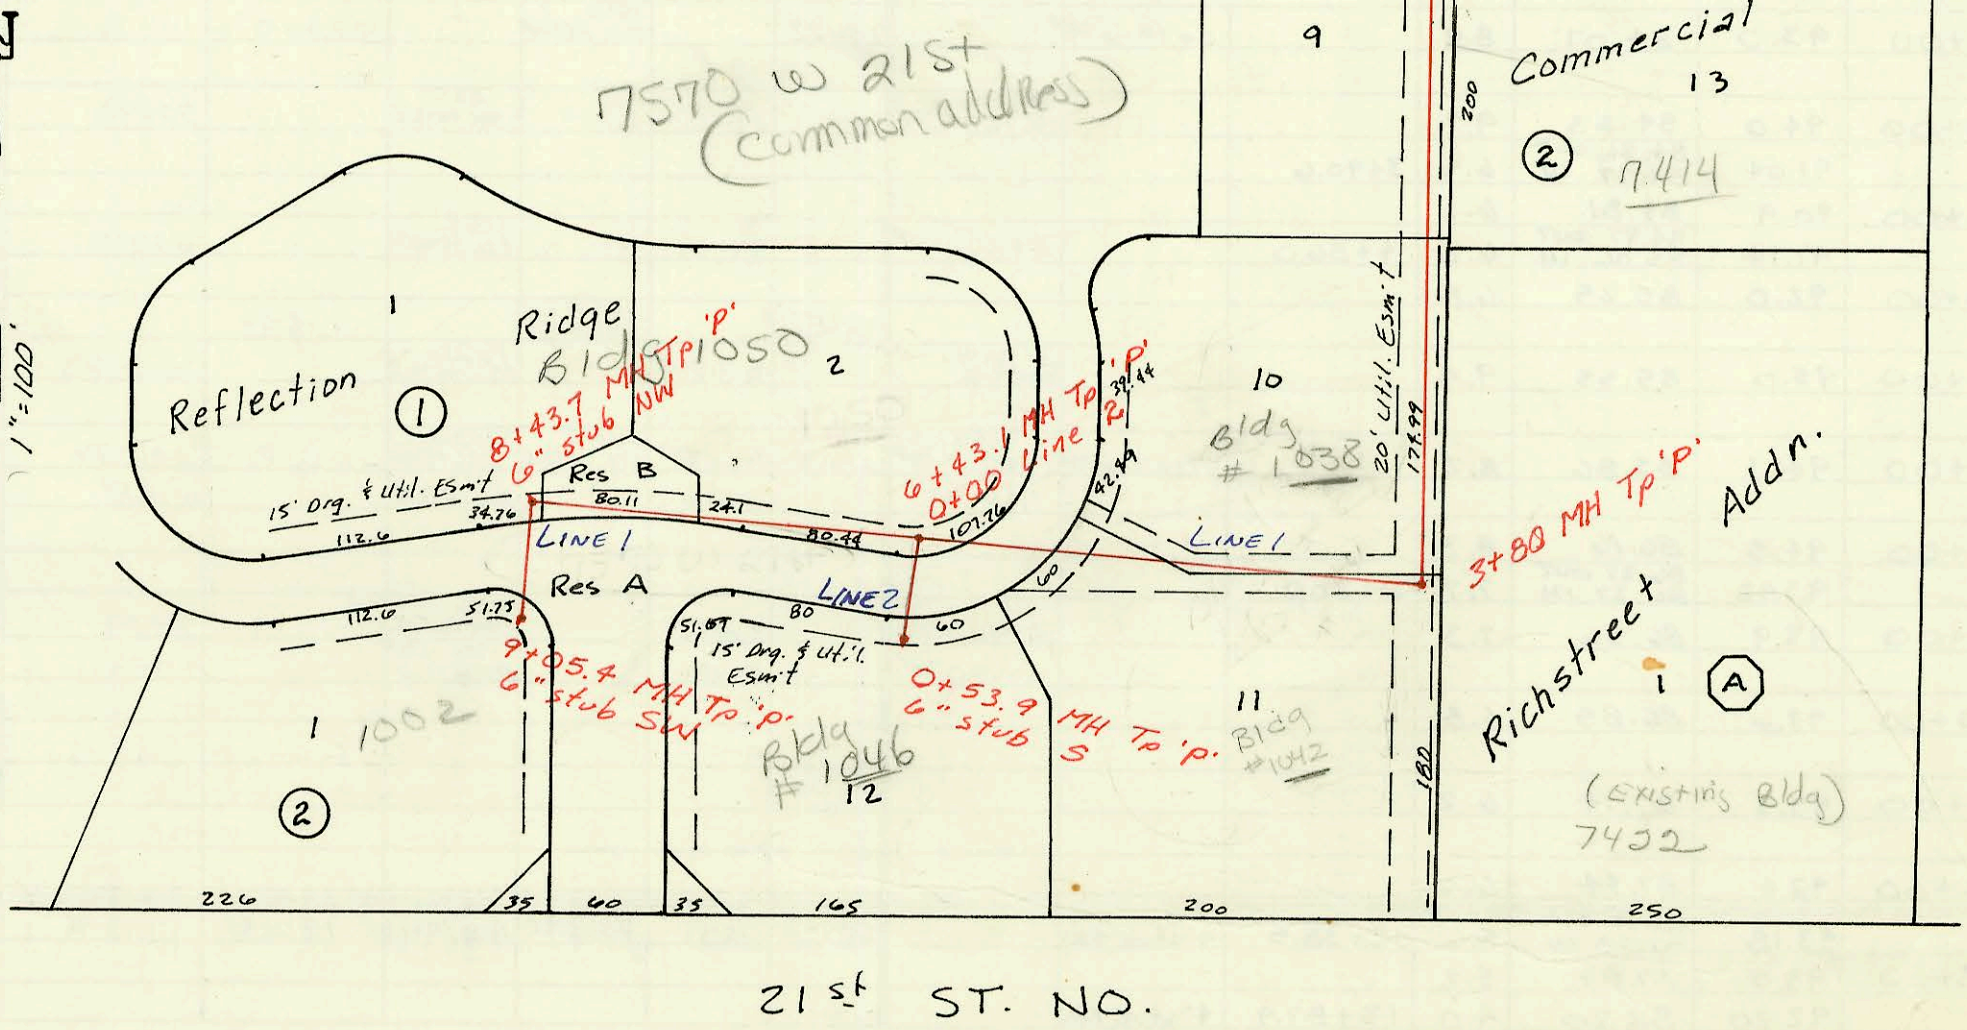 7570 W 21st
(common address)
9
Commercial
13
200
2
7414
1"=100'
1
Ridge
Bldg 1050
2
Reflection
1
8+43.7 MH Tp 'P'
6" stub NW
Res B
15' Drg. & Util. Esmt
34.76
80.11
24.1
112.6
80.44
107.76
6+43.1 MH Tp 'P'
0+00 Line 2
39.44
42.49
10
Bldg
# 1038
20' Util. Esmt
179.99
3+80 MH Tp 'P'
Richstreet Addn.
LINE 1
LINE 1
Res A
LINE 2
112.6
51.75
51.67
80
60
60
15' Drg. & Util.
Esmt
9+05.4 MH Tp 'P'
6" stub SW
0+53.9 MH Tp 'P'
6" stub S
1
1002
2
Bldg
# 1046
12
11
Bldg
#1042
180
1
A
(Existing Bldg)
7422
226
35
60
35
165
200
250
21st ST. NO.